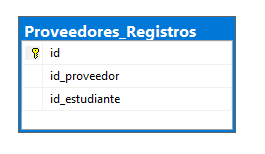 Proveedores_Registros
id
id_proveedor
id_estudiante